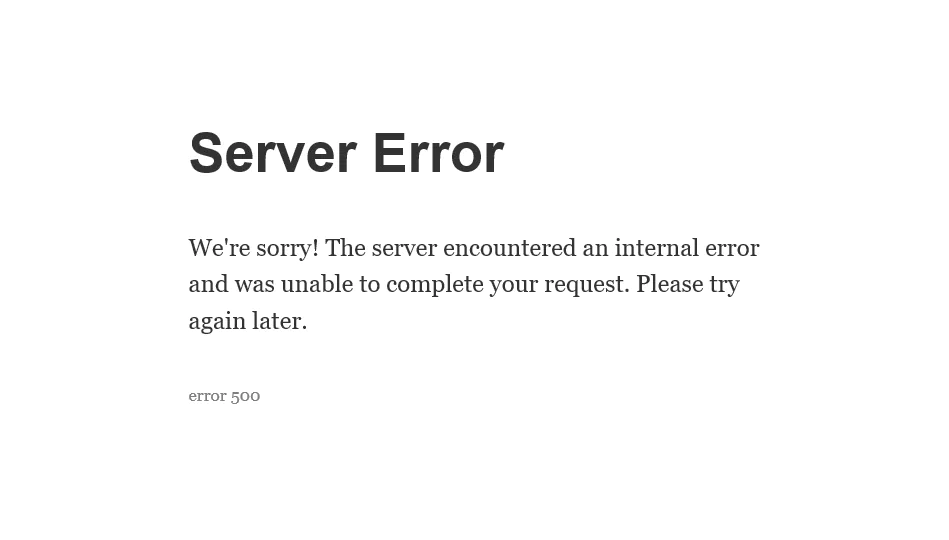 Server Error
We're sorry! The server encountered an internal error
and was unable to complete your request. Please try
again later.
error 500